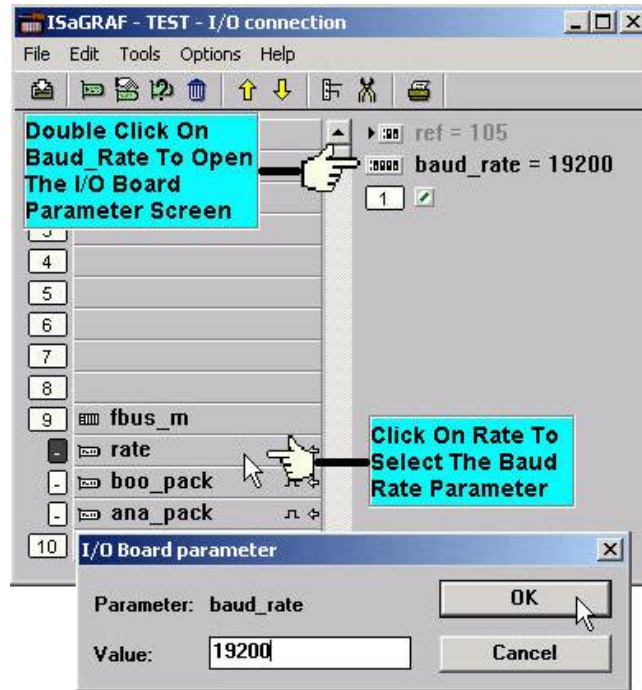 ISaGRAF - TEST - I/O connection
File Edit Tools Options Help
Double Click On
Baud_Rate To Open
The I/O Board
Parameter Screen
ref = 105
baud_rate = 19200
1
3
4
5
6
7
8
9 fbus_m
- rate
- boo_pack
- ana_pack
10
Click On Rate To
Select The Baud
Rate Parameter
I/O Board parameter
Parameter: baud_rate
OK
Value: 19200
Cancel